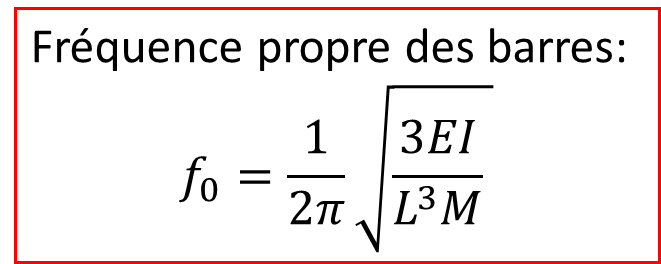 Fréquence propre des barres:
f₀ = 1/2π √(3EI/L³M)